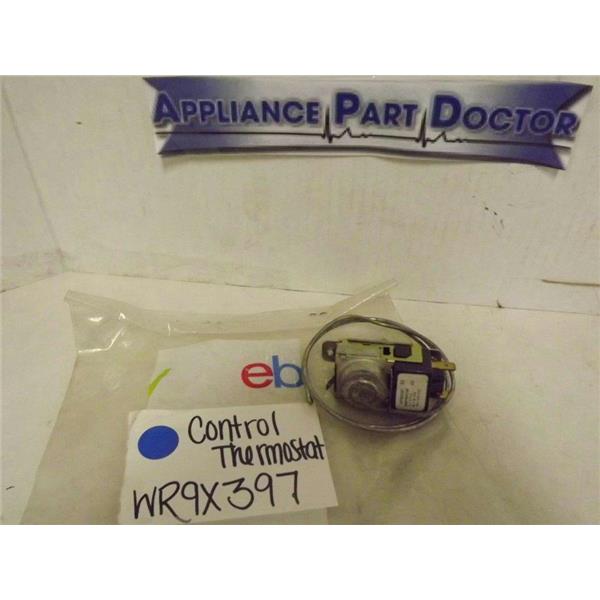 APPLIANCE PART DOCTOR
eb
Control
Thermostat
WR9X397